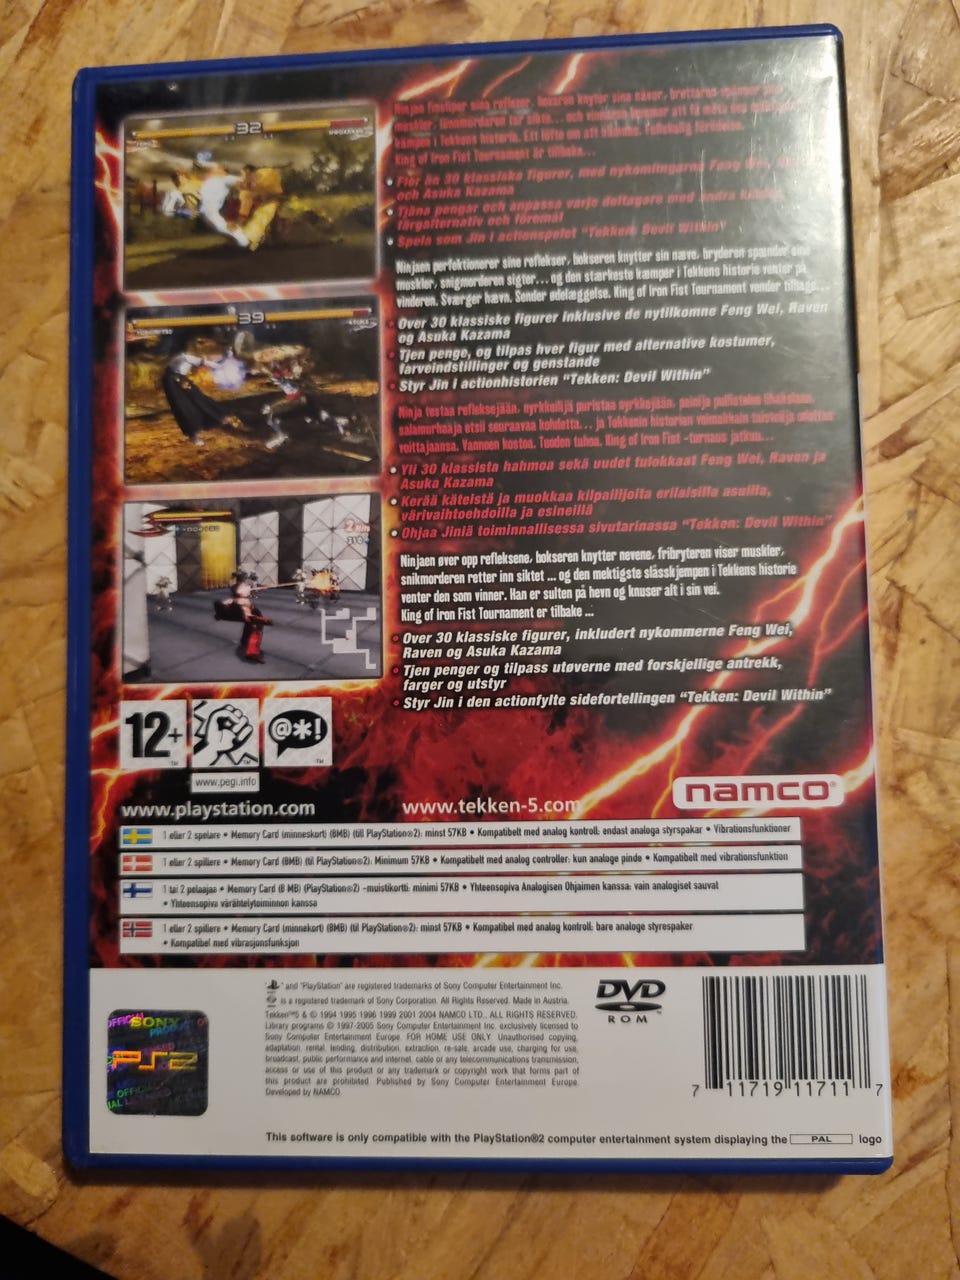 Ninjan finslipar sina reflexer, boxaren knyter sina nävar, brottaren spänner sina
muskler, lönnmördaren tar sikte... och vinnaren kommer att få möta den
kämpen i Tekkens historia. Ett löfte om att hämnas. Fullständig förödelse.
King of Iron Fist Tournament är tillbaka...
• Fler än 30 klassiska figurer, med nykomlingarna Feng Wei,
och Asuka Kazama
• Tjäna pengar och anpassa varje deltagare med andra
färgalternativ och föremål
• Spela som Jin i actionspelet "Tekken: Devil Within"
Ninjaen perfektionerer sine reflekser, bokseren knytter sin næve, bryderen spænder sine
muskler, snigmorderen sigter... og den stærkeste kæmper i Tekkens historie venter på
vinderen. Sværger hævn. Sender ødelæggelse. King of Iron Fist Tournament vender tilbage...
• Over 30 klassiske figurer inklusive de nytilkomne Feng Wei, Raven
og Asuka Kazama
• Tjen penge, og tilpas hver figur med alternative kostumer,
farveindstillinger og genstande
• Styr Jin i actionhistorien "Tekken: Devil Within"
Ninja testaa refleksejään, nyrkkeilijä puristaa nyrkkejään, painija pullistelee lihaksiaan,
salamurhaaja etsii seuraavaa kohdetta... ja Tekkenin historian voimakkain taistelija odottaa
voittajaansa. Vannoen kostoa. Tuoden tuhoa. King of Iron Fist -turnaus jatkuu...
• Yli 30 klassista hahmoa sekä uudet tulokkaat Feng Wei, Raven ja
Asuka Kazama
• Kerää käteistä ja muokkaa kilpailijoita erilaisilla asuilla,
värivaihtoehdoilla ja esineillä
• Ohjaa Jiniä toiminnallisessa sivutarinassa "Tekken: Devil Within"
Ninjaen øver opp refleksene, bokseren knytter nevene, fribryteren viser muskler,
snikmorderen retter inn siktet ... og den mektigste slåsskjempen i Tekkens historie
venter den som vinner. Han er sulten på hevn og knuser alt i sin vei.
King of Iron Fist Tournament er tilbake ...
• Over 30 klassiske figurer, inkludert nykommerne Feng Wei,
Raven og Asuka Kazama
• Tjen penger og tilpass utøverne med forskjellige antrekk,
farger og utstyr
• Styr Jin i den actionfylte sidefortellingen "Tekken: Devil Within"
32
39
ASUKA
2 Hits
12+
™
@*!
www.pegi.info
www.playstation.com
www.tekken-5.com
namco®
1 eller 2 spelare • Memory Card (minneskort) (8MB) (till PlayStation®2): minst 57KB • Kompatibelt med analog kontroll: endast analoga styrspakar • Vibrationsfunktioner
1 eller 2 spillere • Memory Card (8MB) (til PlayStation®2): Minimum 57KB • Kompatibelt med analog controller: kun analoge pinde • Kompatibelt med vibrationsfunktion
1 tai 2 pelaajaa • Memory Card (8 MB) (PlayStation®2) -muistikortti: minimi 57KB • Yhteensopiva Analogisen Ohjaimen kanssa: vain analogiset sauvat
• Yhteensopiva värähtelytoiminnon kanssa
1 eller 2 spillere • Memory Card (minnekort) (8MB) (til PlayStation®2): minst 57KB • Kompatibel med analog kontroll: bare analoge styrespaker
• Kompatibel med vibrasjonsfunksjon
" " and "PlayStation" are registered trademarks of Sony Computer Entertainment Inc.
is a registered trademark of Sony Corporation. All Rights Reserved. Made in Austria.
Tekken™5 & © 1994 1995 1996 1999 2001 2004 NAMCO LTD., ALL RIGHTS RESERVED.
Library programs © 1997-2005 Sony Computer Entertainment Inc. exclusively licensed to
Sony Computer Entertainment Europe. FOR HOME USE ONLY. Unauthorised copying,
adaptation, rental, lending, distribution, extraction, re-sale, arcade use, charging for use,
broadcast, public performance and internet, cable or any telecommunications transmission,
access or use of this product or any trademark or copyright work that forms part of
this product are prohibited. Published by Sony Computer Entertainment Europe.
Developed by NAMCO.
DVD
ROM
OFFICIAL SONY PRODUCT
PS2
7 11719 11711 7
This software is only compatible with the PlayStation®2 computer entertainment system displaying the PAL logo